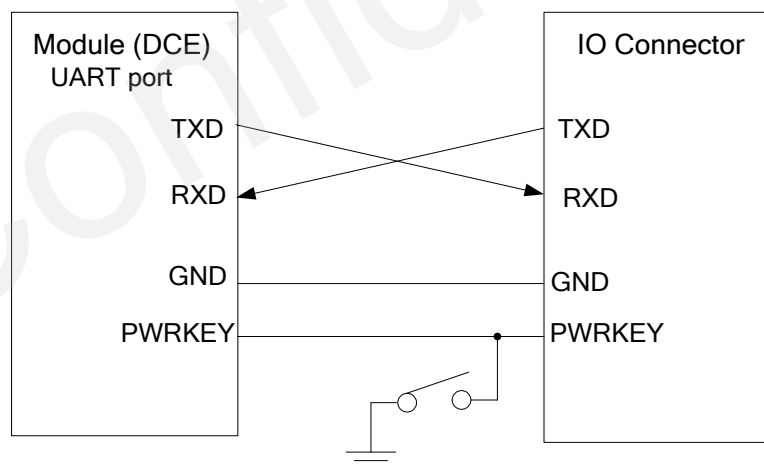 Module (DCE)
UART port
TXD
RXD
GND
PWRKEY
IO Connector
TXD
RXD
GND
PWRKEY